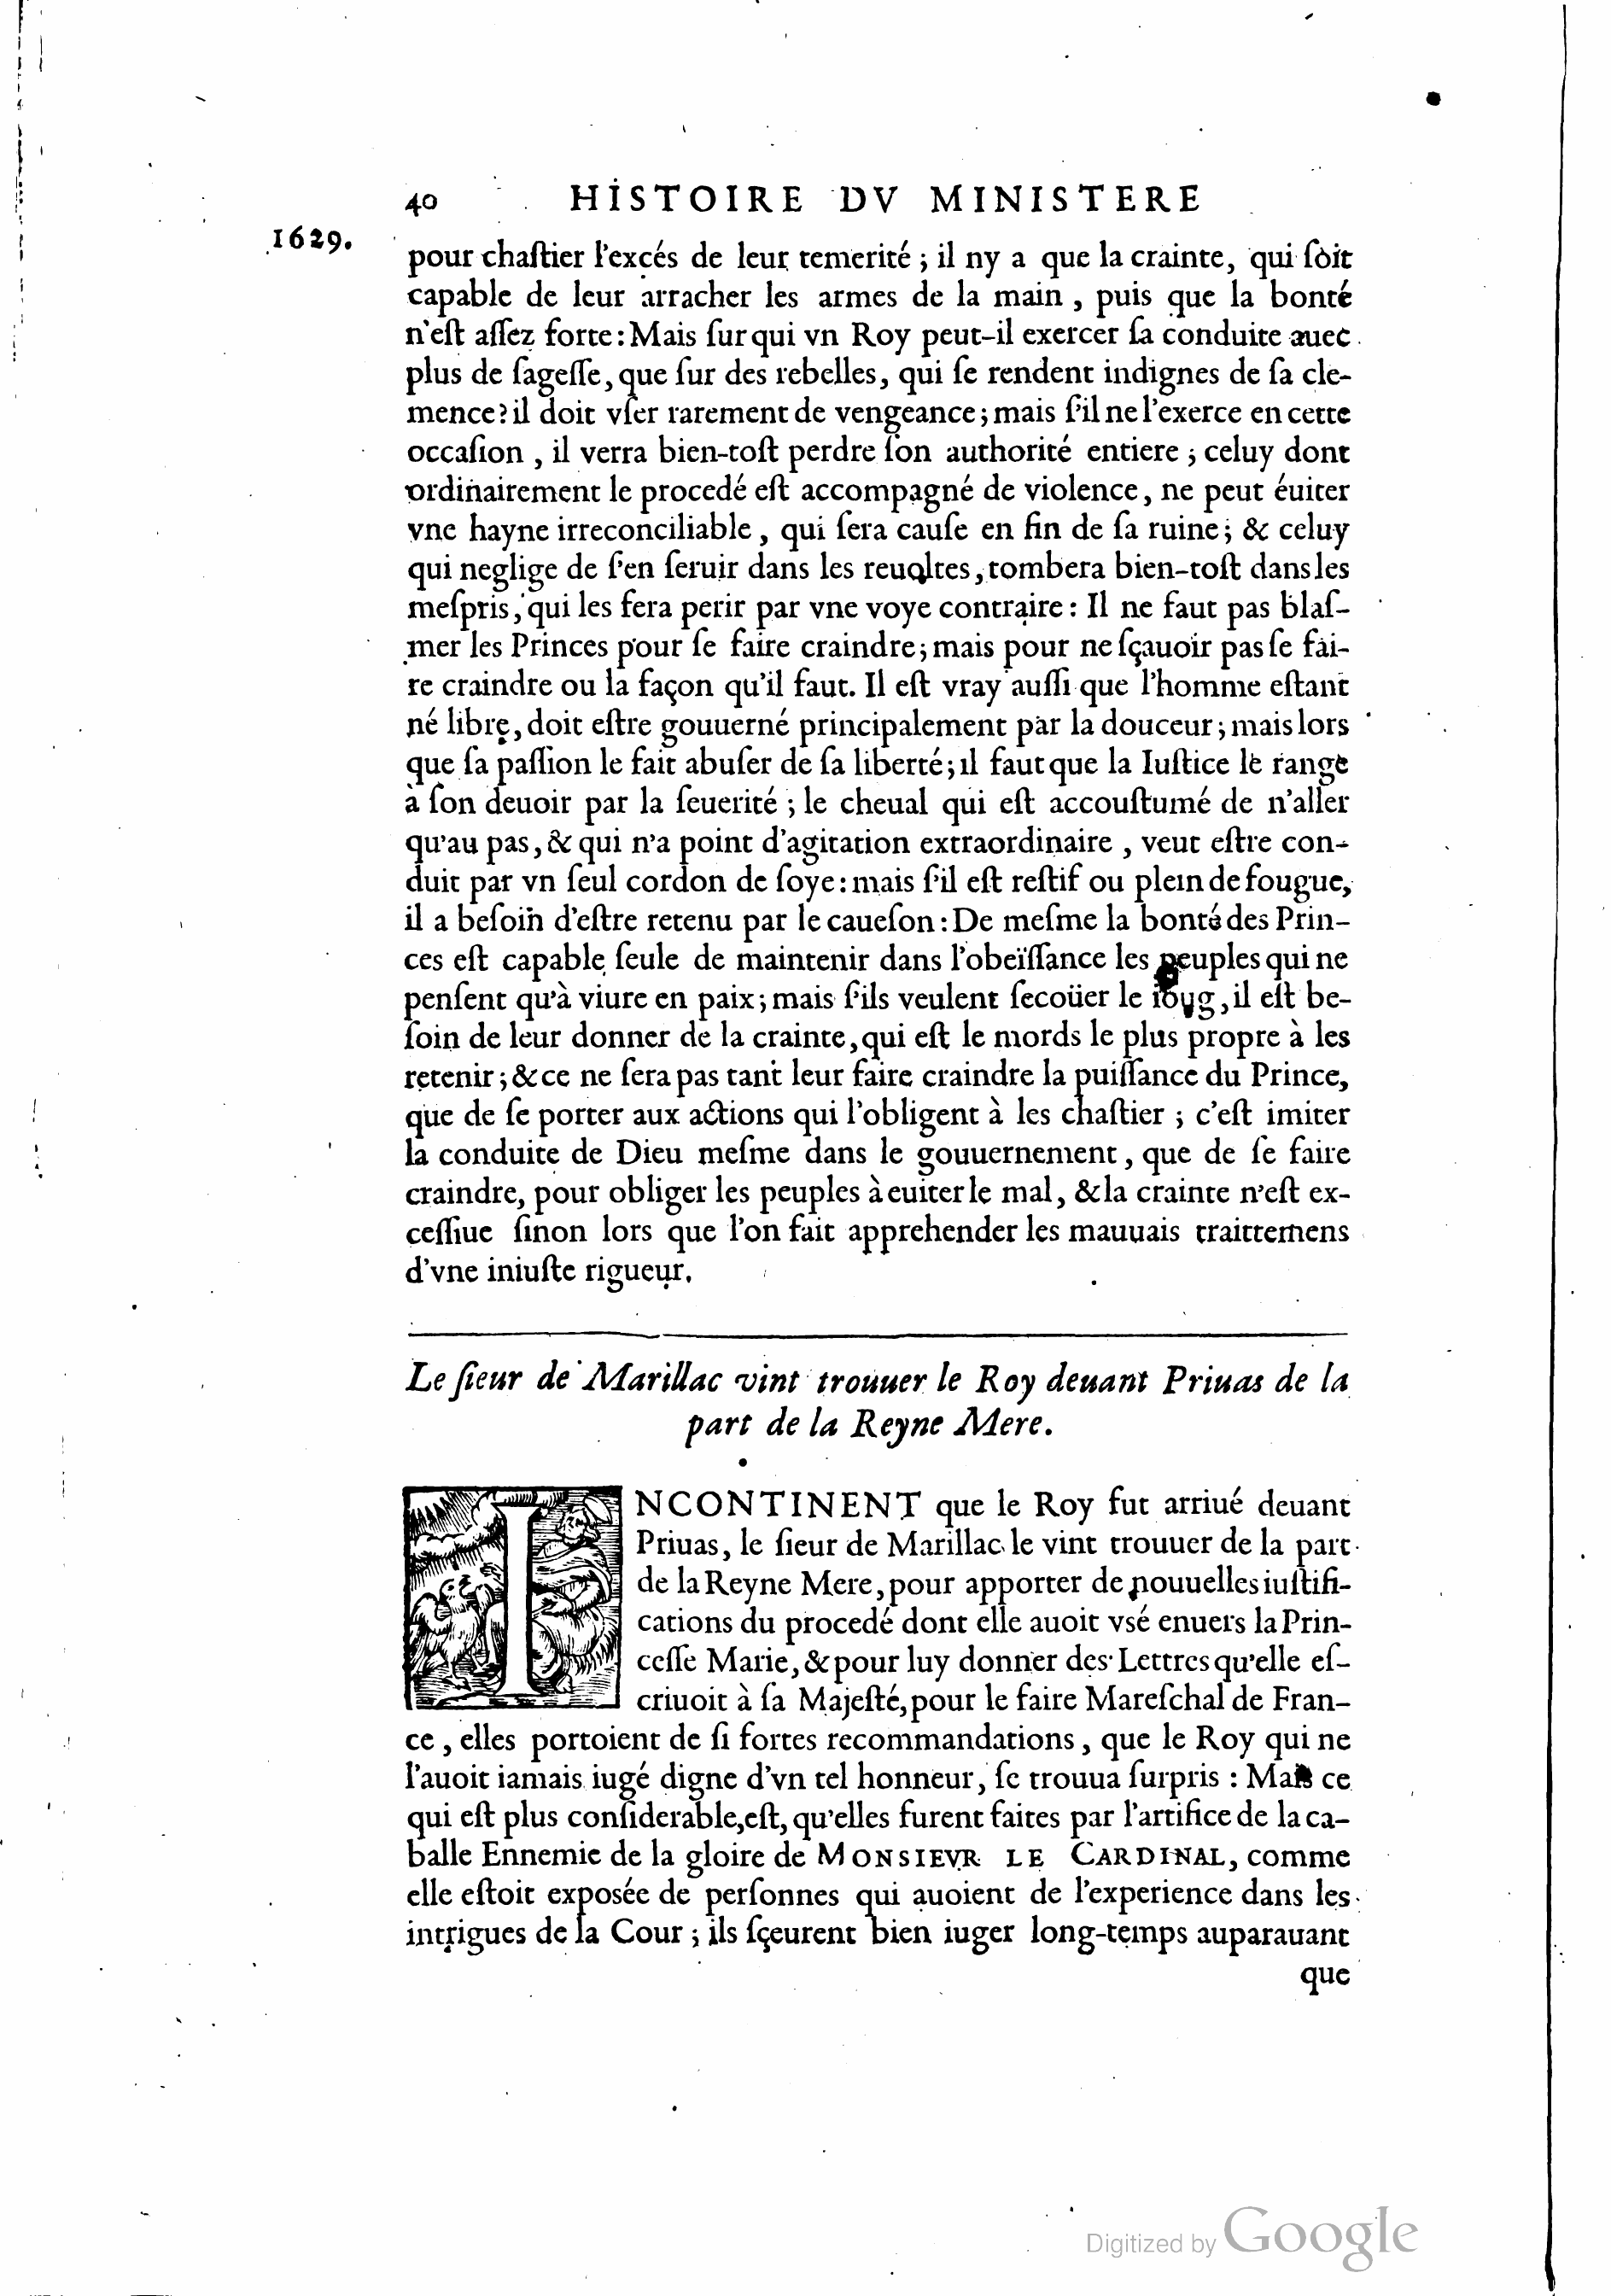 40 HISTOIRE DV MINISTERE
1629.
pour chaſtier l'excés de leur temerité ; il ny a que la crainte, qui ſoit
capable de leur arracher les armes de la main , puis que la bonté
n'eſt aſſez forte : Mais ſur qui vn Roy peut-il exercer ſa conduite auec
plus de ſageſſe, que ſur des rebelles, qui ſe rendent indignes de ſa cle-
mence ? il doit vſer rarement de vengeance ; mais ſ'il ne l'exerce en cette
occaſion , il verra bien-toſt perdre ſon authorité entiere ; celuy dont
ordinairement le procedé eſt accompagné de violence, ne peut éuiter
vne hayne irreconciliable , qui ſera cauſe en fin de ſa ruine ; & celuy
qui neglige de ſ'en ſeruir dans les reuoltes, tombera bien-toſt dans les
meſpris, qui les fera perir par vne voye contraire : Il ne faut pas blaſ-
mer les Princes pour ſe faire craindre ; mais pour ne ſçauoir pas ſe fai-
re craindre ou la façon qu'il faut. Il eſt vray auſſi que l'homme eſtant
né libre, doit eſtre gouuerné principalement par la douceur ; mais lors
que ſa paſſion le fait abuſer de ſa liberté ; il faut que la Iuſtice le range
à ſon deuoir par la ſeuerité ; le cheual qui eſt accouſtumé de n'aller
qu'au pas, & qui n'a point d'agitation extraordinaire , veut eſtre con-
duit par vn ſeul cordon de ſoye : mais ſ'il eſt reſtif ou plein de fougue,
il a beſoin d'eſtre retenu par le caueſon : De meſme la bonté des Prin-
ces eſt capable ſeule de maintenir dans l'obeïſſance les peuples qui ne
penſent qu'à viure en paix ; mais ſ'ils veulent ſecoüer le ioug, il eſt be-
ſoin de leur donner de la crainte, qui eſt le mords le plus propre à les
retenir ; & ce ne ſera pas tant leur faire craindre la puiſſance du Prince,
que de ſe porter aux actions qui l'obligent à les chaſtier ; c'eſt imiter
la conduite de Dieu meſme dans le gouuernement , que de ſe faire
craindre, pour obliger les peuples à euiter le mal, & la crainte n'eſt ex-
ceſſiue ſinon lors que l'on fait apprehender les mauuais traittemens
d'vne iniuſte rigueur.
Le ſieur de Marillac vint trouuer le Roy deuant Priuas de la
part de la Reyne Mere.
INCONTINENT que le Roy fut arriué deuant
Priuas, le ſieur de Marillac le vint trouuer de la part
de la Reyne Mere, pour apporter de nouuelles iuſtifi-
cations du procedé dont elle auoit vsé enuers la Prin-
ceſſe Marie, & pour luy donner des Lettres qu'elle eſ-
criuoit à ſa Majeſté, pour le faire Mareſchal de Fran-
ce , elles portoient de ſi fortes recommandations , que le Roy qui ne
l'auoit iamais iugé digne d'vn tel honneur, ſe trouua ſurpris : Mais ce
qui eſt plus conſiderable, eſt, qu'elles furent faites par l'artifice de la ca-
balle Ennemie de la gloire de MONSIEVR LE CARDINAL, comme
elle eſtoit exposée de perſonnes qui auoient de l'experience dans les
intrigues de la Cour ; ils ſçeurent bien iuger long-temps auparauant
que
Digitized by Google